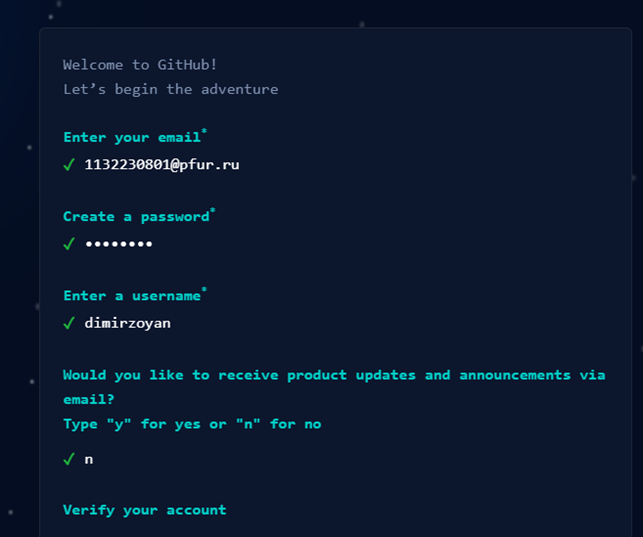 Welcome to GitHub!
Let’s begin the adventure
Enter your email*
✓ 1132230801@pfur.ru
Create a password*
✓ ••••••••
Enter a username*
✓ dimirzoyan
Would you like to receive product updates and announcements via
email?
Type "y" for yes or "n" for no
✓ n
Verify your account